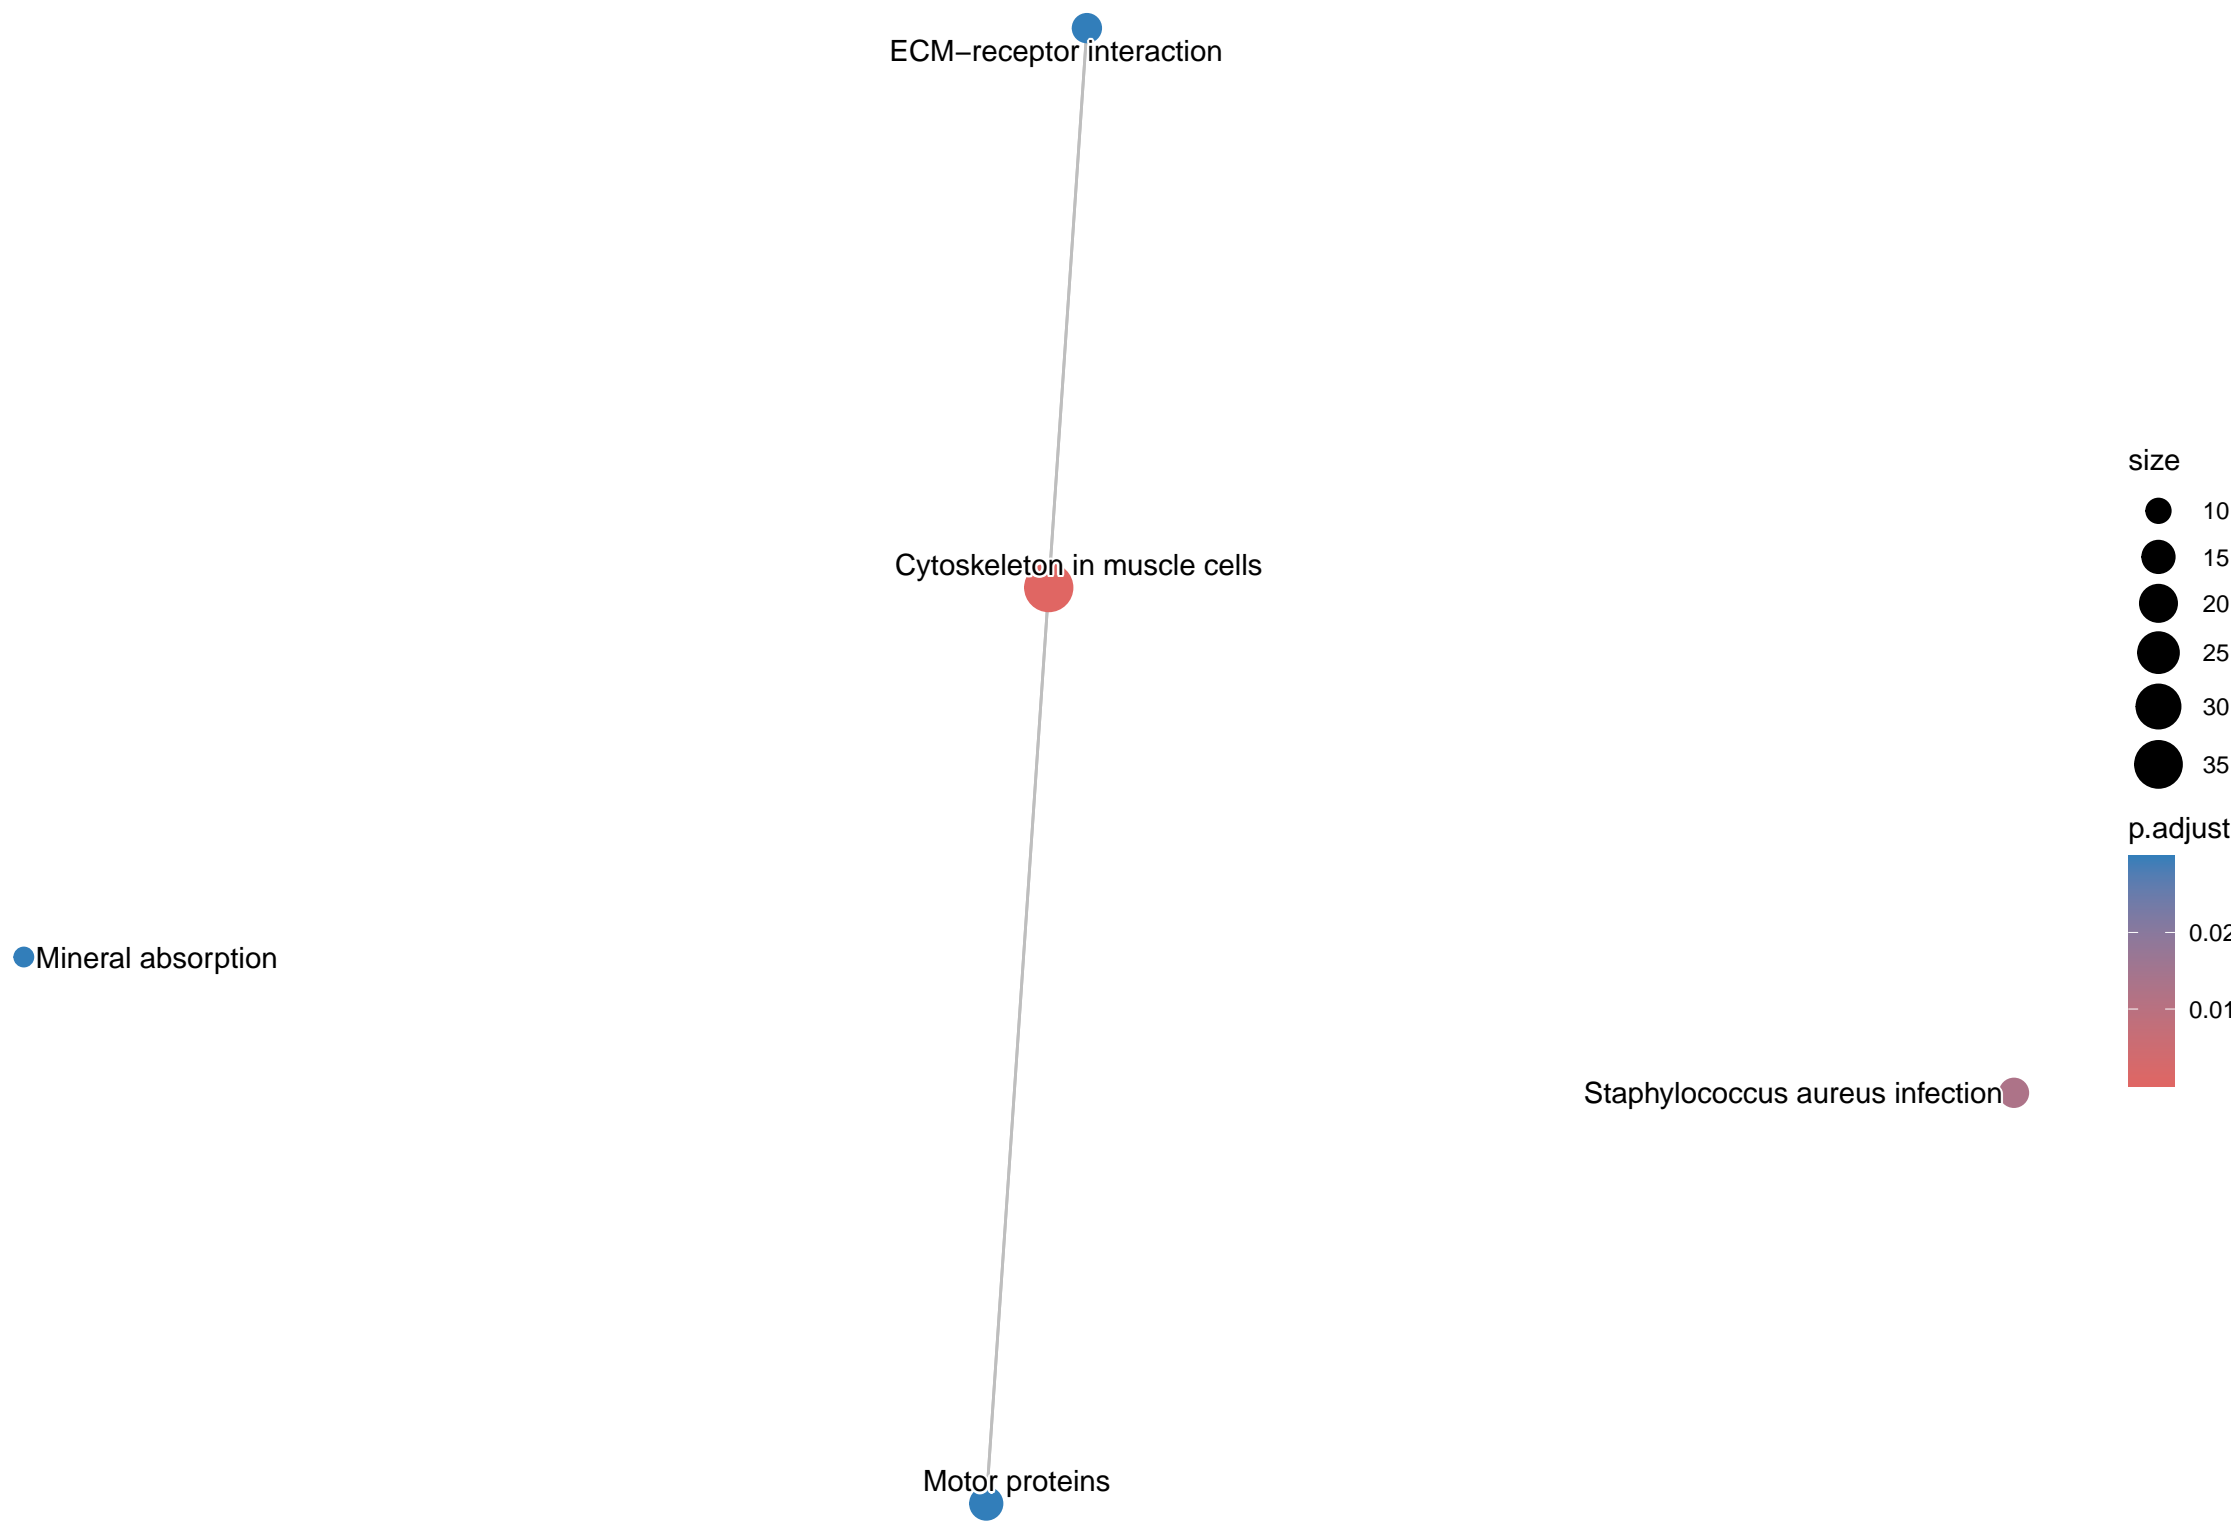 ECM−receptor interaction
Cytoskeleton in muscle cells
Mineral absorption
Staphylococcus aureus infection
Motor proteins
size
10
15
20
25
30
35
p.adjust
0.02
0.01